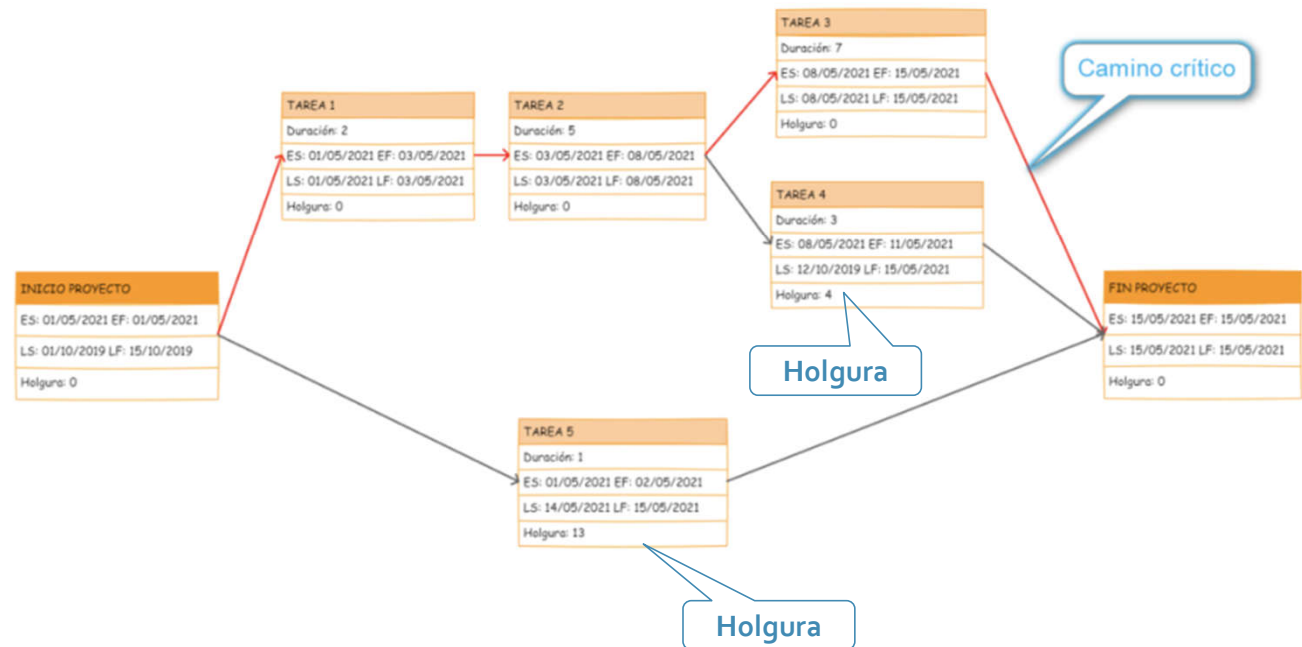 TAREA 3
Duración: 7
ES: 08/05/2021 EF: 15/05/2021
LS: 08/05/2021 LF: 15/05/2021
Holgura: 0
Camino crítico
TAREA 1
Duración: 2
ES: 01/05/2021 EF: 03/05/2021
LS: 01/05/2021 LF: 03/05/2021
Holgura: 0
TAREA 2
Duración: 5
ES: 03/05/2021 EF: 08/05/2021
LS: 03/05/2021 LF: 08/05/2021
Holgura: 0
TAREA 4
Duración: 3
ES: 08/05/2021 EF: 11/05/2021
LS: 12/10/2019 LF: 15/05/2021
Holgura: 4
Holgura
INICIO PROYECTO
ES: 01/05/2021 EF: 01/05/2021
LS: 01/10/2019 LF: 15/10/2019
Holgura: 0
FIN PROYECTO
ES: 15/05/2021 EF: 15/05/2021
LS: 15/05/2021 LF: 15/05/2021
Holgura: 0
TAREA 5
Duración: 1
ES: 01/05/2021 EF: 02/05/2021
LS: 14/05/2021 LF: 15/05/2021
Holgura: 13
Holgura